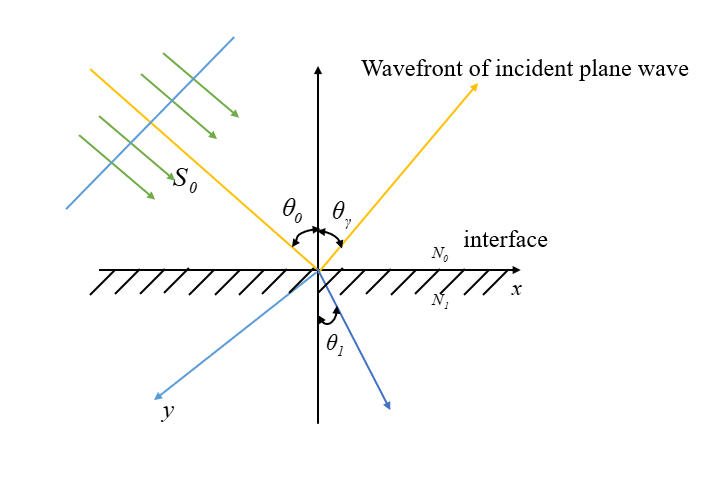 Wavefront of incident plane wave
S₀
θ₀
θᵧ
N₀
interface
N₁
x
θ₁
y